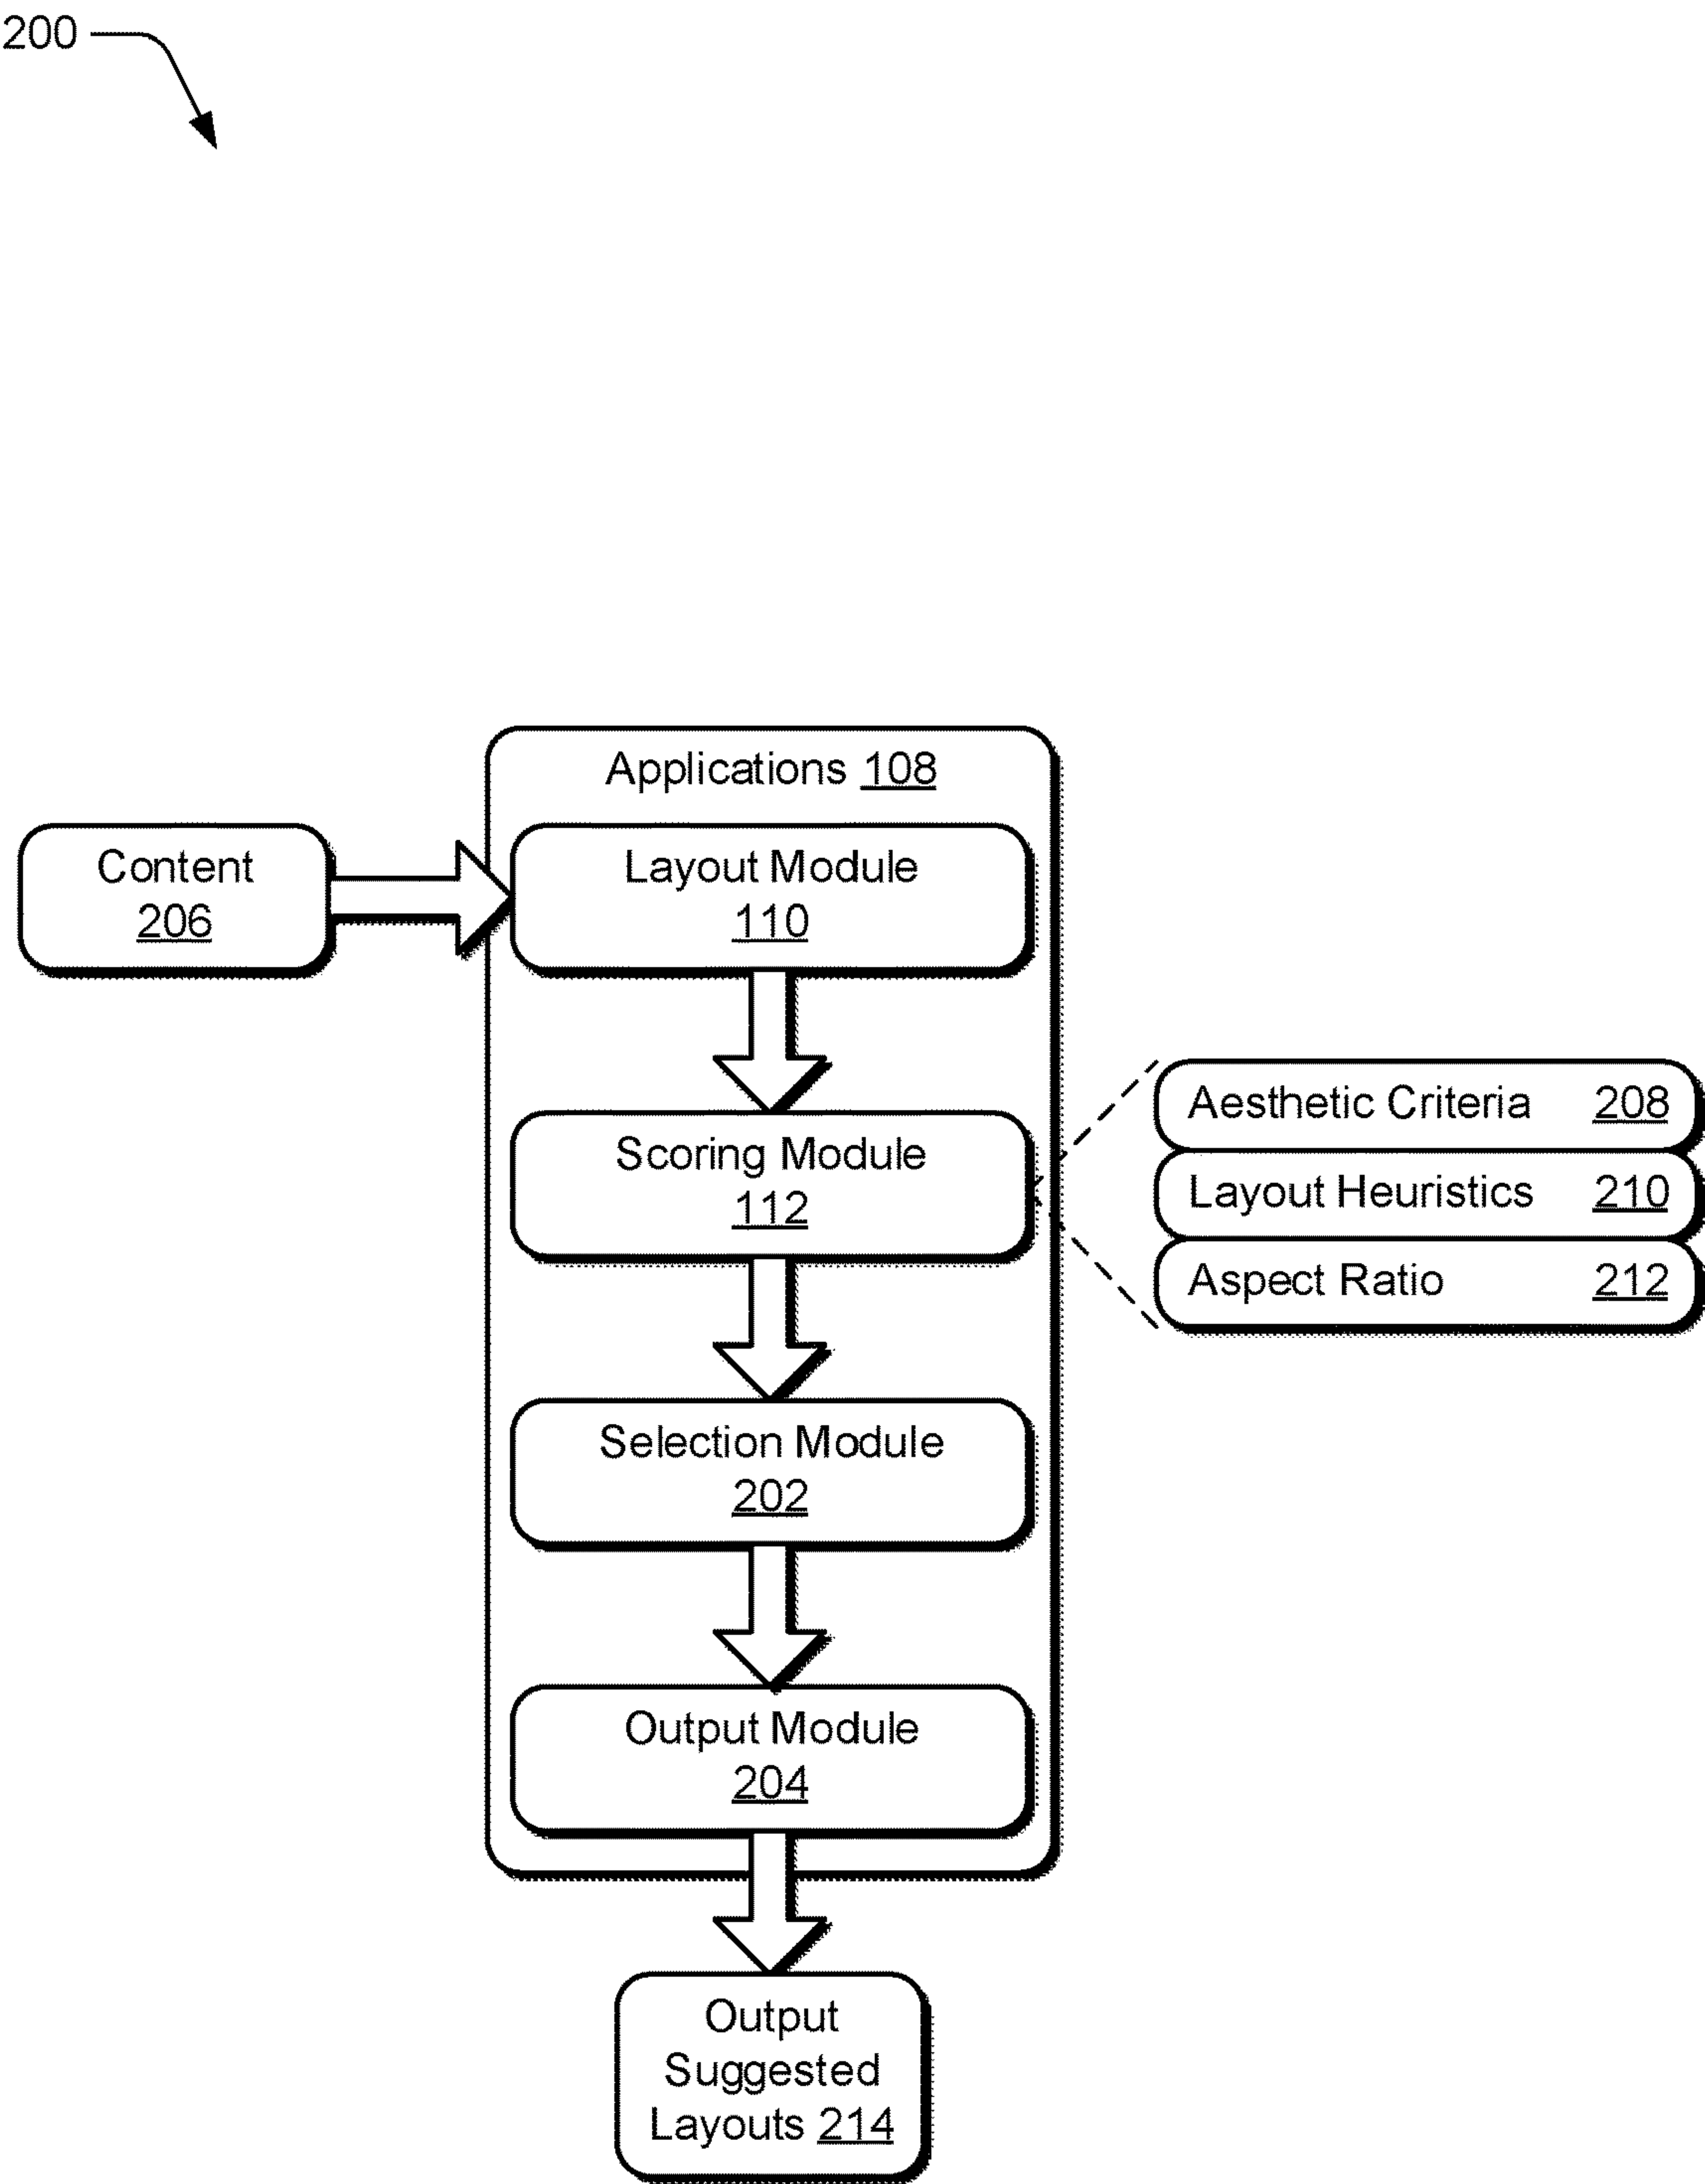 200
Applications 108
Content
206
Layout Module
110
Scoring Module
112
Aesthetic Criteria 208
Layout Heuristics 210
Aspect Ratio 212
Selection Module
202
Output Module
204
Output
Suggested
Layouts 214